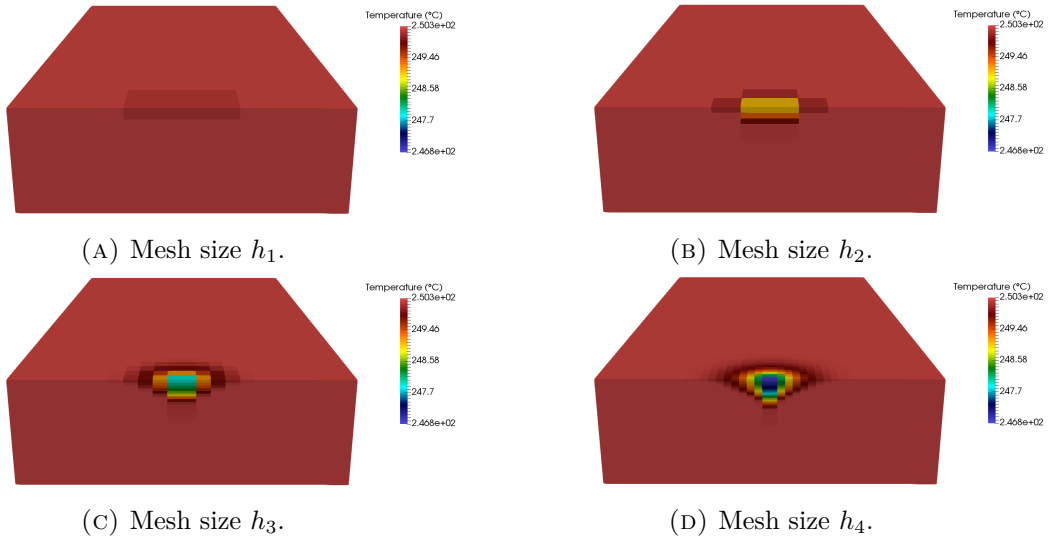 Temperature (°C)
2.503e+02
249.46
248.58
247.7
2.468e+02
(A) Mesh size h₁.
Temperature (°C)
2.503e+02
249.46
248.58
247.7
2.468e+02
(B) Mesh size h₂.
Temperature (°C)
2.503e+02
249.46
248.58
247.7
2.468e+02
(C) Mesh size h₃.
Temperature (°C)
2.503e+02
249.46
248.58
247.7
2.468e+02
(D) Mesh size h₄.